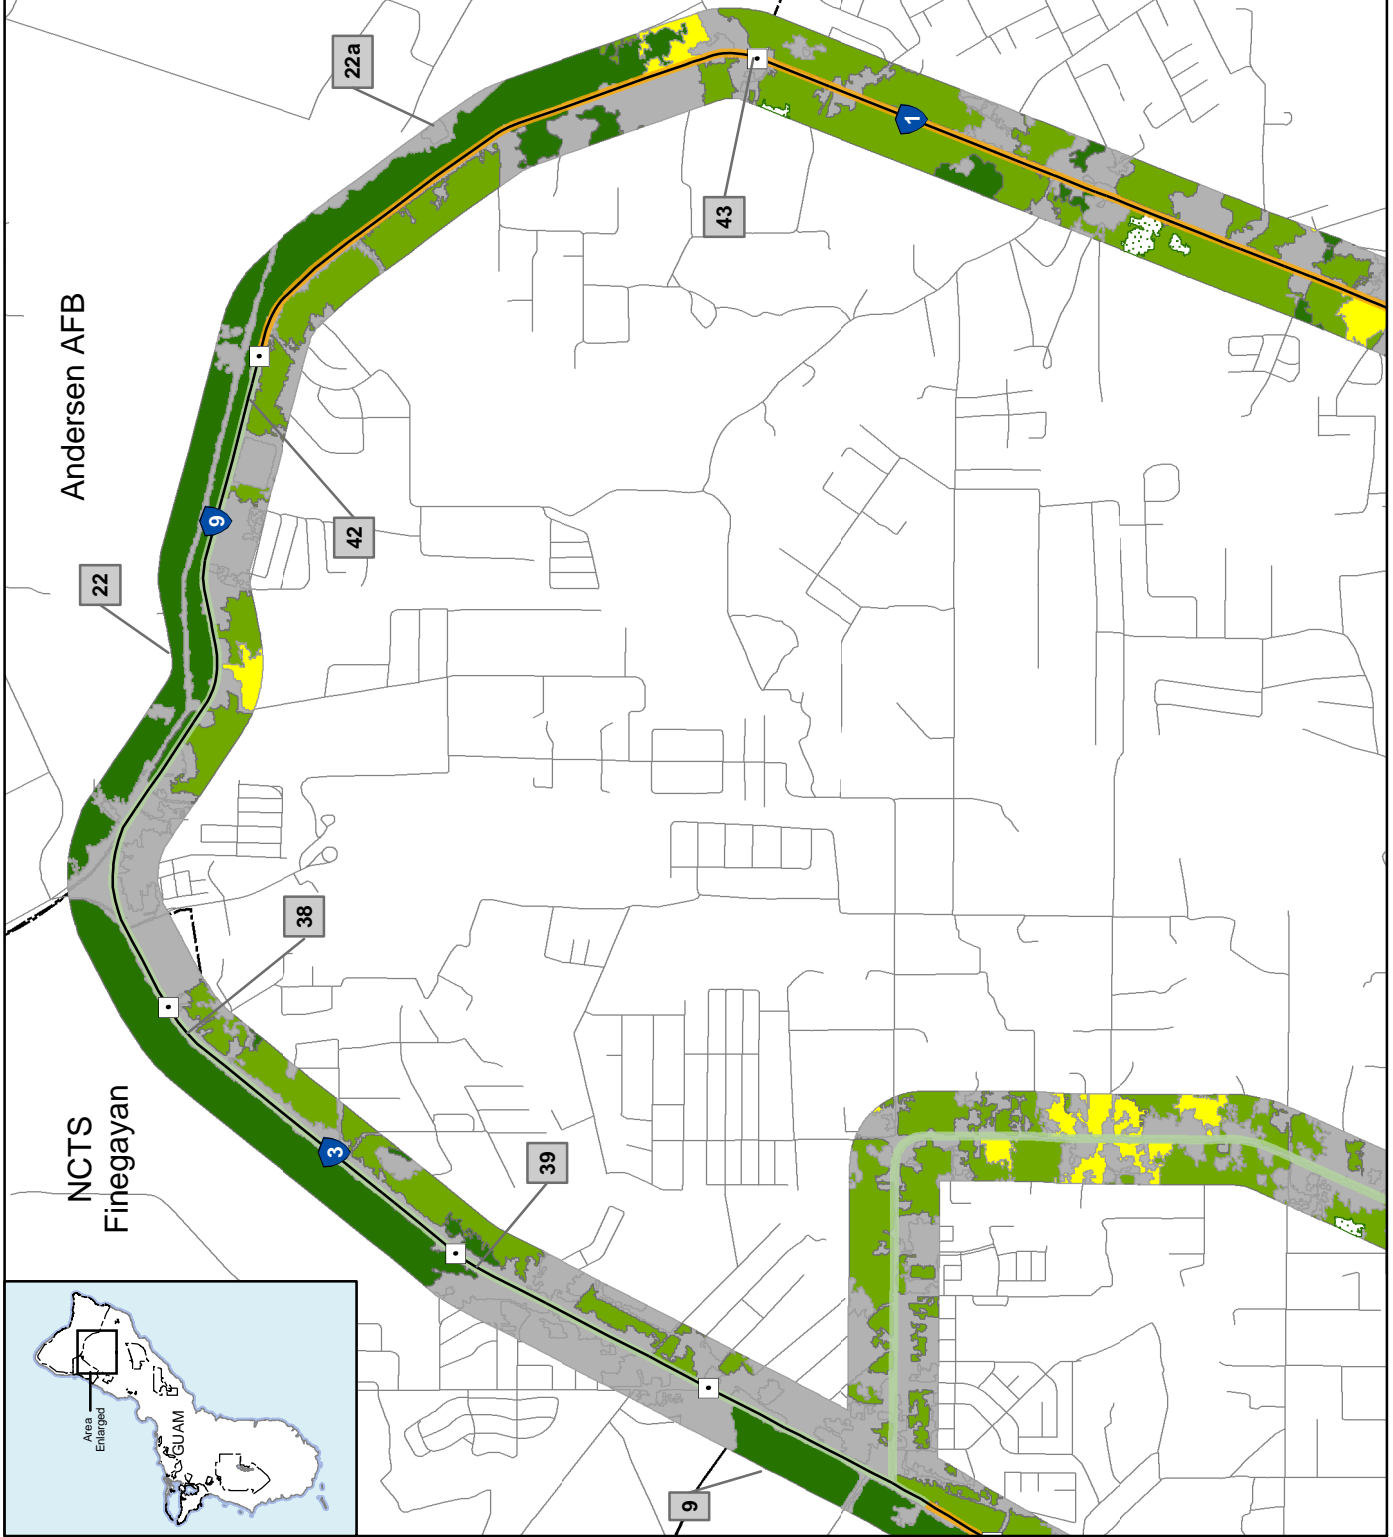 22a
Andersen AFB
1
43
9
22
42
38
NCTS
Finegayan
3
39
Area
Enlarged
GUAM
9